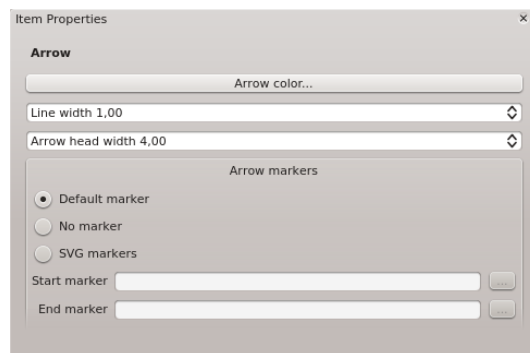 Item Properties
Arrow
Arrow color...
Line width 1,00
Arrow head width 4,00
Arrow markers
Default marker
No marker
SVG markers
Start marker ...
End marker ...